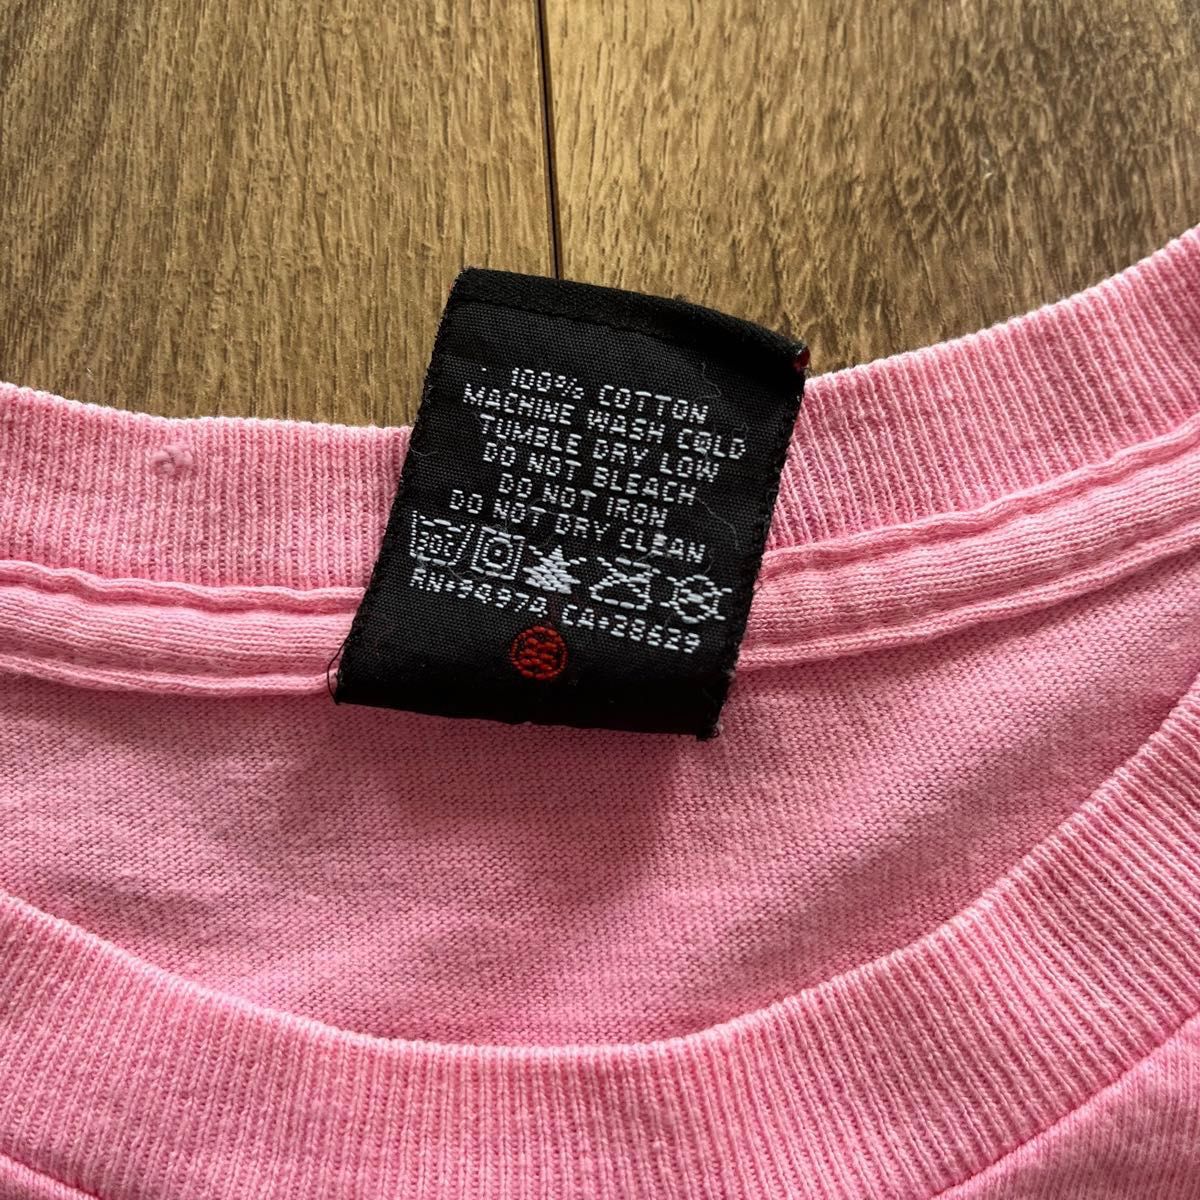 100% COTTON
MACHINE WASH COLD
TUMBLE DRY LOW
DO NOT BLEACH
DO NOT IRON
DO NOT DRY CLEAN
30C
RN#94974 CA#28629